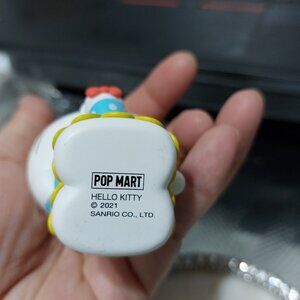 POP MART
HELLO KITTY
© 2021
SANRIO CO., LTD.